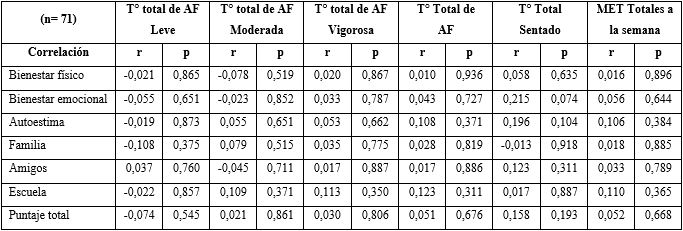 (n= 71) T° total de AF Leve T° total de AF Moderada T° total de AF Vigorosa T° Total de AF T° Total Sentado MET Totales a la semana
Correlación r p r p r p r p r p r p
Bienestar físico -0,021 0,865 -0,078 0,519 0,020 0,867 0,010 0,936 0,058 0,635 0,016 0,896
Bienestar emocional -0,055 0,651 -0,023 0,852 0,033 0,787 0,043 0,727 0,215 0,074 0,056 0,644
Autoestima -0,019 0,873 0,055 0,651 0,053 0,662 0,108 0,371 0,196 0,104 0,106 0,384
Familia -0,108 0,375 0,079 0,515 0,035 0,775 0,028 0,819 -0,013 0,918 0,018 0,885
Amigos 0,037 0,760 -0,045 0,711 0,017 0,887 0,017 0,886 0,123 0,311 0,033 0,789
Escuela -0,022 0,857 0,109 0,371 0,113 0,350 0,123 0,311 0,017 0,887 0,110 0,365
Puntaje total -0,074 0,545 0,021 0,861 0,030 0,806 0,051 0,676 0,158 0,193 0,052 0,668